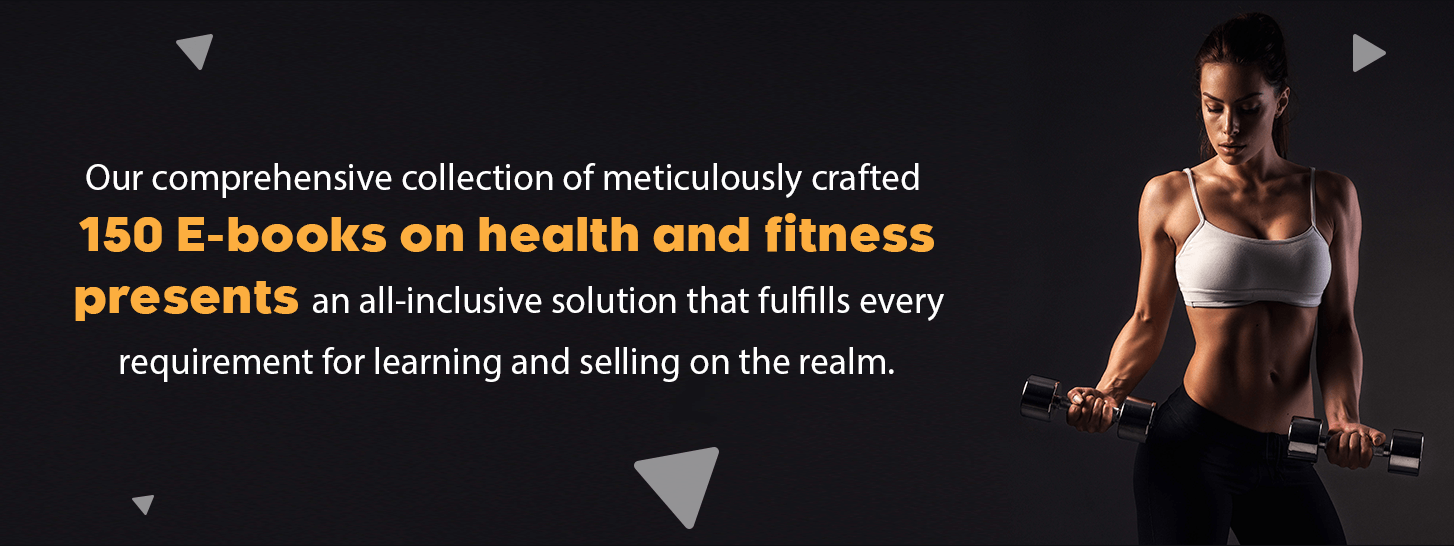 Our comprehensive collection of meticulously crafted
150 E-books on health and fitness
presents an all-inclusive solution that fulfills every
requirement for learning and selling on the realm.